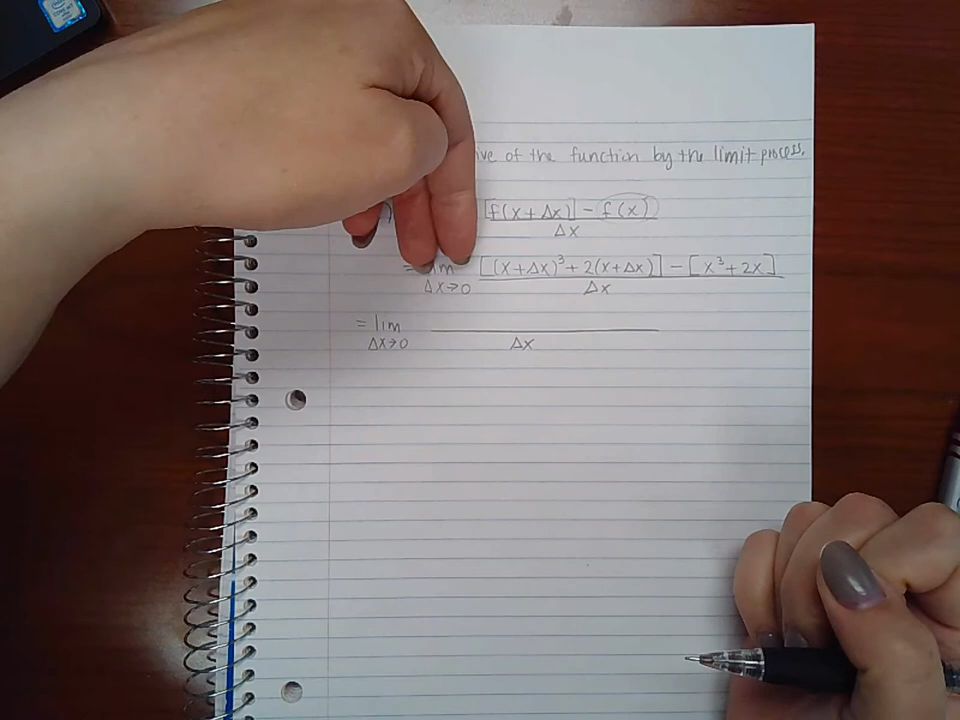 of the function by the limit process.
[f(x + Δx)] - f(x)
Δx
= lim [(x+Δx)³ + 2(x+Δx)] - [x³ + 2x]
Δx→0 Δx
= lim
Δx→0 Δx